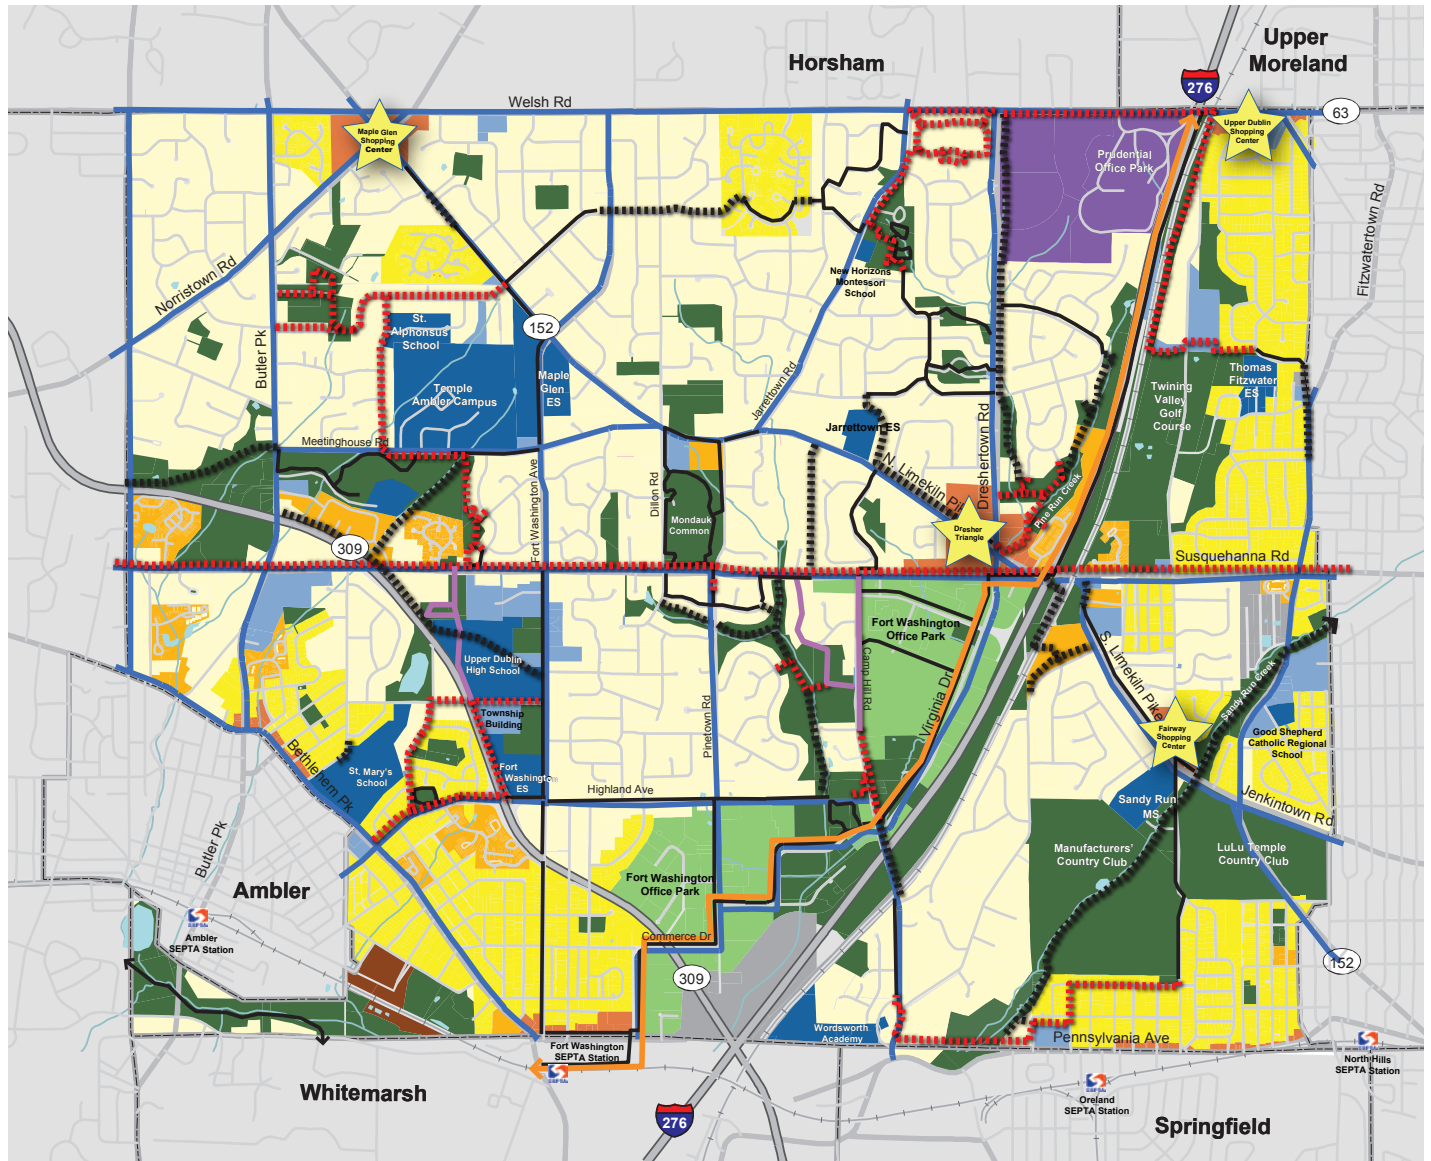 Upper
Moreland
Horsham
276
Welsh Rd
63
Maple Glen
Shopping
Center
Upper Dublin
Shopping
Center
Prudential
Office Park
Fitzwatertown Rd
Norristown Rd
New Horizons
Montessori
School
St.
Alphonsus
School
152
Butler Pk
Maple
Glen
ES
Temple
Ambler Campus
Jarrettown Rd
Thomas
Fitzwater
ES
Twining
Valley
Golf
Course
Dreshertown Rd
Jarrettown ES
Meetinghouse Rd
N. Limekiln Pik
Fort Washington Ave
Dillon Rd
Mondauk
Common
Pine Run Creek
Dresher
Triangle
309
Susquehanna Rd
Fort Washington
Office Park
Upper Dublin
High School
Camp Hill Rd
S. Limekiln Pike
Sandy Run Creek
Virginia Dr
Pinetown Rd
Township
Building
Fairway
Shopping
Center
Good Shepherd
Catholic Regional
School
Bethlehem Pk
St. Mary's
School
Fort
Washington
ES
Highland Ave
Sandy Run
MS
Jenkintown Rd
Butler Pk
Manufacturers'
Country Club
LuLu Temple
Country Club
Ambler
Fort Washington
Office Park
Ambler
SEPTA Station
Commerce Dr
309
152
Wordsworth
Academy
Pennsylvania Ave
Fort Washington
SEPTA Station
North Hills
SEPTA Station
Whitemarsh
Oreland
SEPTA Station
276
Springfield